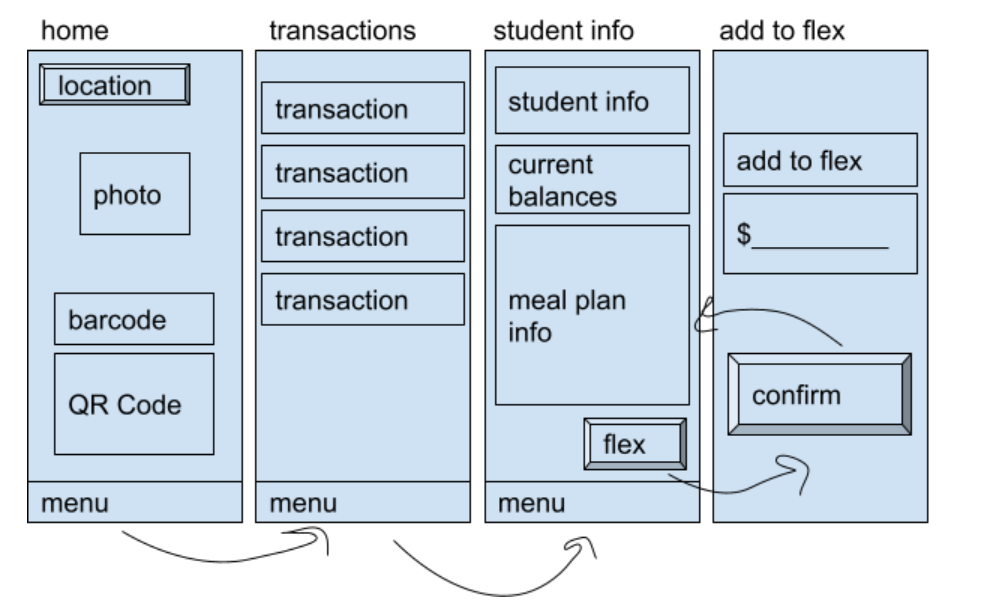 home
location
photo
barcode
QR Code
menu
transactions
transaction
transaction
transaction
transaction
menu
student info
student info
current
balances
meal plan
info
flex
menu
add to flex
add to flex
$__________
confirm